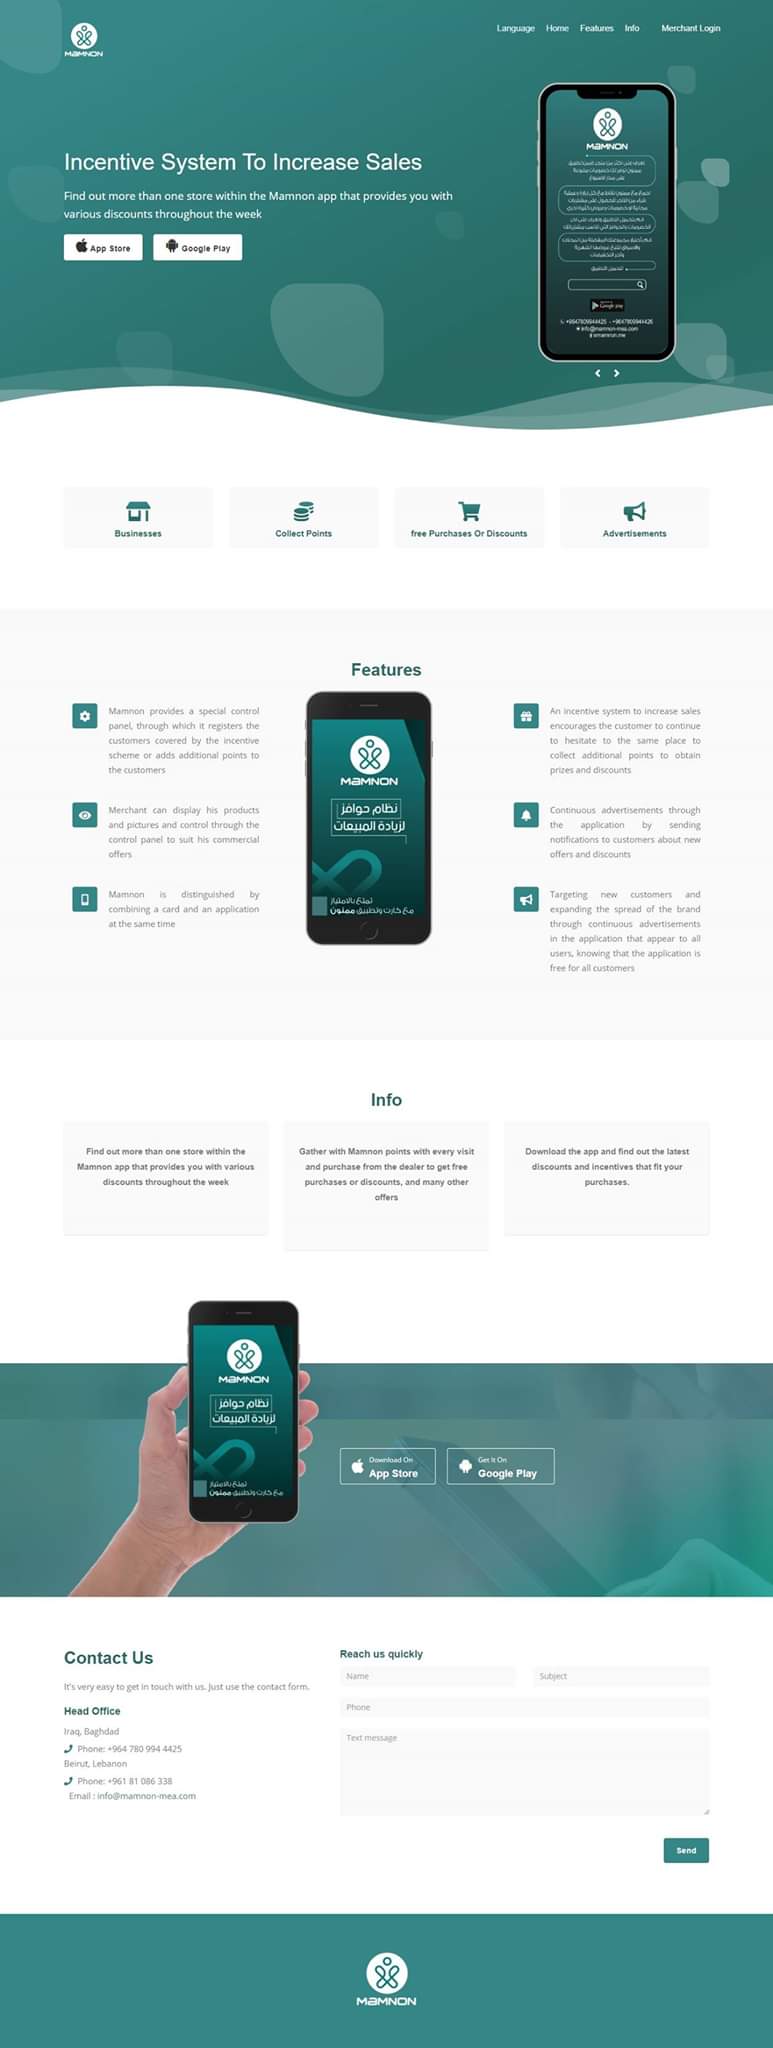 MAMNON
Language Home Features Info Merchant Login
Incentive System To Increase Sales
Find out more than one store within the Mamnon app that provides you with
various discounts throughout the week
App Store Google Play
MAMNON
تحميل التطبيق
Google play
info@mamnon-mea.com
Businesses
Collect Points
free Purchases Or Discounts
Advertisements
Features
Mamnon provides a special control
panel, through which it registers the
customers covered by the incentive
scheme or adds additional points to
the customers
Merchant can display his products
and pictures and control through the
control panel to suit his commercial
offers
Mamnon is distinguished by
combining a card and an application
at the same time
MAMNON
نظام حوافز
لزيادة المبيعات
تمتع بالامتياز
مع كارت وتطبيق ممنون
An incentive system to increase sales
encourages the customer to continue
to hesitate to the same place to
collect additional points to obtain
prizes and discounts
Continuous advertisements through
the application by sending
notifications to customers about new
offers and discounts
Targeting new customers and
expanding the spread of the brand
through continuous advertisements
in the application that appear to all
users, knowing that the application is
free for all customers
Info
Find out more than one store within the
Mamnon app that provides you with various
discounts throughout the week
Gather with Mamnon points with every visit
and purchase from the dealer to get free
purchases or discounts, and many other
offers
Download the app and find out the latest
discounts and incentives that fit your
purchases.
MAMNON
نظام حوافز
لزيادة المبيعات
تمتع بالامتياز
مع كارت وتطبيق ممنون
Download On
App Store
Get It On
Google Play
Contact Us
It's very easy to get in touch with us. Just use the contact form.
Head Office
Iraq, Baghdad
Phone: +964 780 994 4425
Beirut, Lebanon
Phone: +961 81 086 338
Email : info@mamnon-mea.com
Reach us quickly
Name
Subject
Phone
Text message
Send
MAMNON